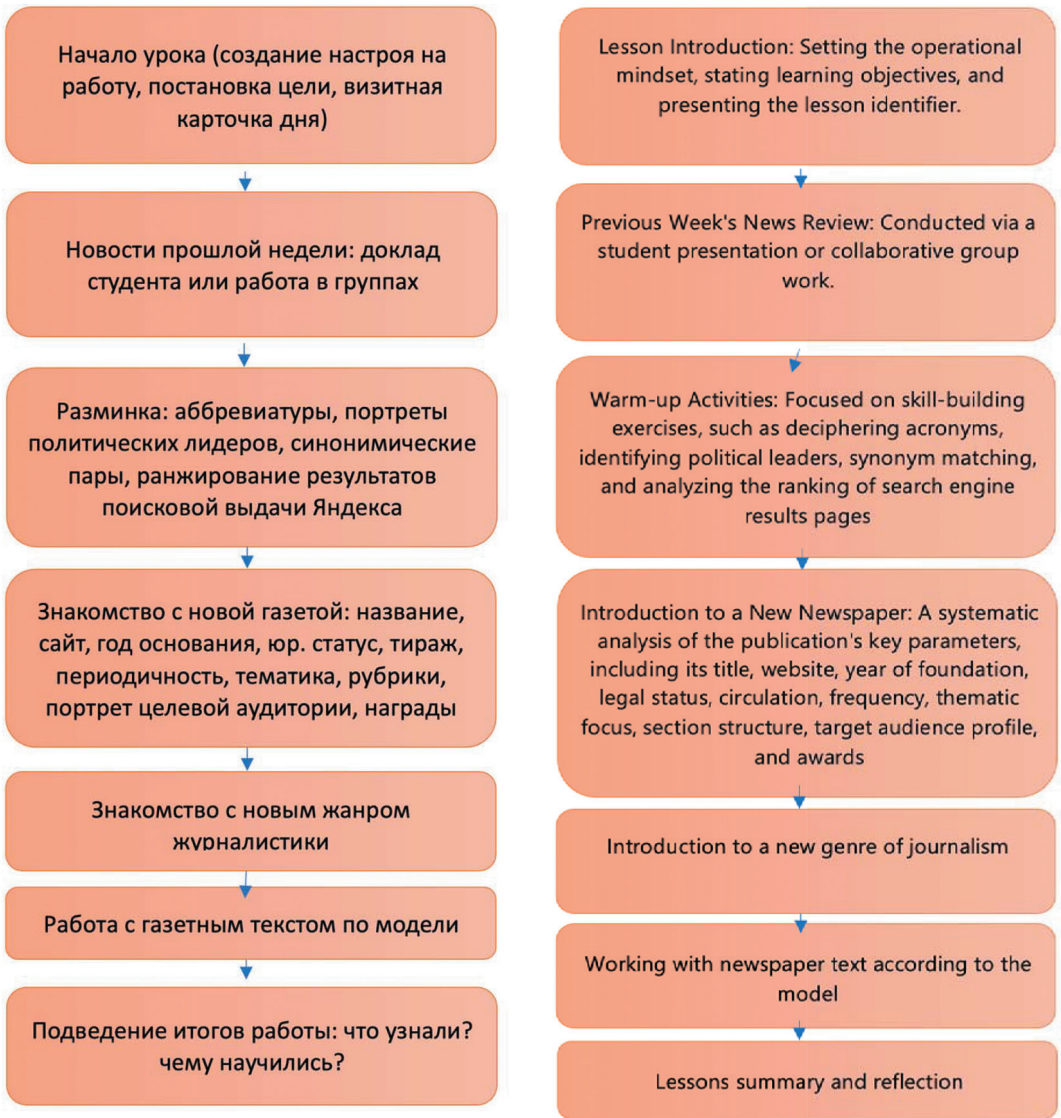 Начало урока (создание настроя на
работу, постановка цели, визитная
карточка дня)
Новости прошлой недели: доклад
студента или работа в группах
Разминка: аббревиатуры, портреты
политических лидеров, синонимические
пары, ранжирование результатов
поисковой выдачи Яндекса
Знакомство с новой газетой: название,
сайт, год основания, юр. статус, тираж,
периодичность, тематика, рубрики,
портрет целевой аудитории, награды
Знакомство с новым жанром
журналистики
Работа с газетным текстом по модели
Подведение итогов работы: что узнали?
чему научились?
Lesson Introduction: Setting the operational
mindset, stating learning objectives, and
presenting the lesson identifier.
Previous Week's News Review: Conducted via a
student presentation or collaborative group
work.
Warm-up Activities: Focused on skill-building
exercises, such as deciphering acronyms,
identifying political leaders, synonym matching,
and analyzing the ranking of search engine
results pages
Introduction to a New Newspaper: A systematic
analysis of the publication's key parameters,
including its title, website, year of foundation,
legal status, circulation, frequency, thematic
focus, section structure, target audience profile,
and awards
Introduction to a new genre of journalism
Working with newspaper text according to the
model
Lessons summary and reflection